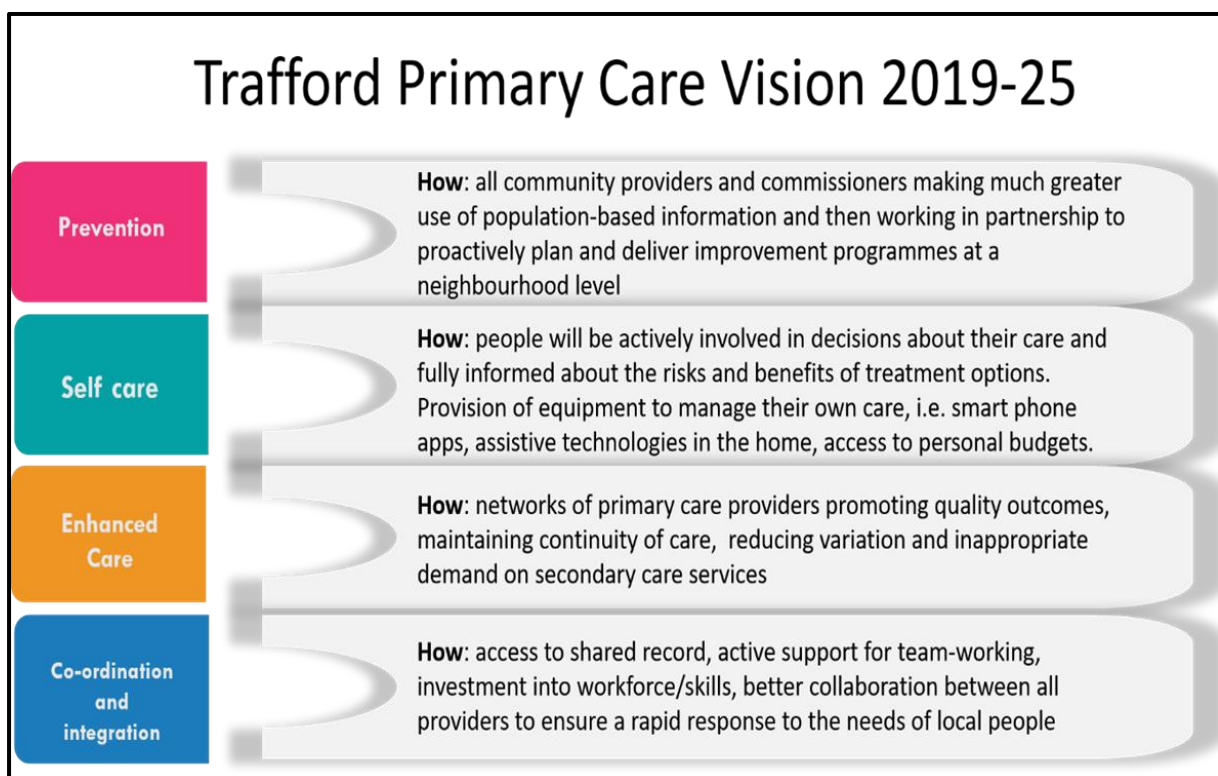 Trafford Primary Care Vision 2019-25
Prevention
How: all community providers and commissioners making much greater
use of population-based information and then working in partnership to
proactively plan and deliver improvement programmes at a
neighbourhood level
Self care
How: people will be actively involved in decisions about their care and
fully informed about the risks and benefits of treatment options.
Provision of equipment to manage their own care, i.e. smart phone
apps, assistive technologies in the home, access to personal budgets.
Enhanced
Care
How: networks of primary care providers promoting quality outcomes,
maintaining continuity of care,  reducing variation and inappropriate
demand on secondary care services
Co-ordination
and
integration
How: access to shared record, active support for team-working,
investment into workforce/skills, better collaboration between all
providers to ensure a rapid response to the needs of local people